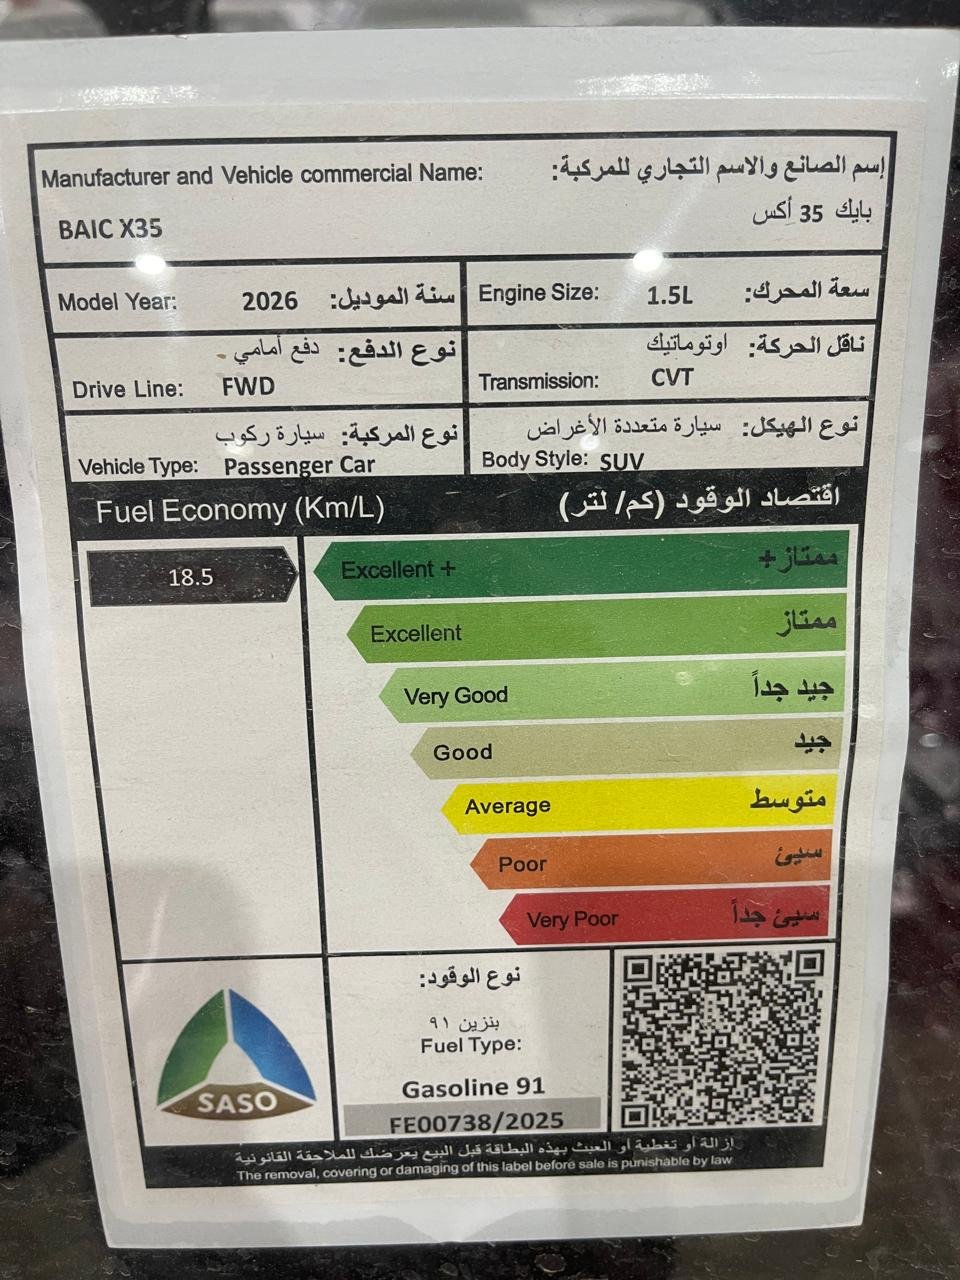 Manufacturer and Vehicle commercial Name: إسم الصانع والاسم التجاري للمركبة:
BAIC X35 بايك 35 أكس
Model Year: 2026 سنة الموديل:
Engine Size: 1.5L سعة المحرك:
نوع الدفع: دفع أمامي
Drive Line: FWD
ناقل الحركة: اوتوماتيك
Transmission: CVT
نوع المركبة: سيارة ركوب
Vehicle Type: Passenger Car
نوع الهيكل: سيارة متعددة الأغراض
Body Style: SUV
Fuel Economy (Km/L) اقتصاد الوقود (كم/ لتر)
18.5
Excellent + ممتاز+
Excellent ممتاز
Very Good جيد جداً
Good جيد
Average متوسط
Poor سيئ
Very Poor سيئ جداً
SASO
نوع الوقود:
بنزين ٩١
Fuel Type:
Gasoline 91
FE00738/2025
إزالة أو تغطية أو العبث بهذه البطاقة قبل البيع يعرضك للملاحقة القانونية
The removal, covering or damaging of this label before sale is punishable by law